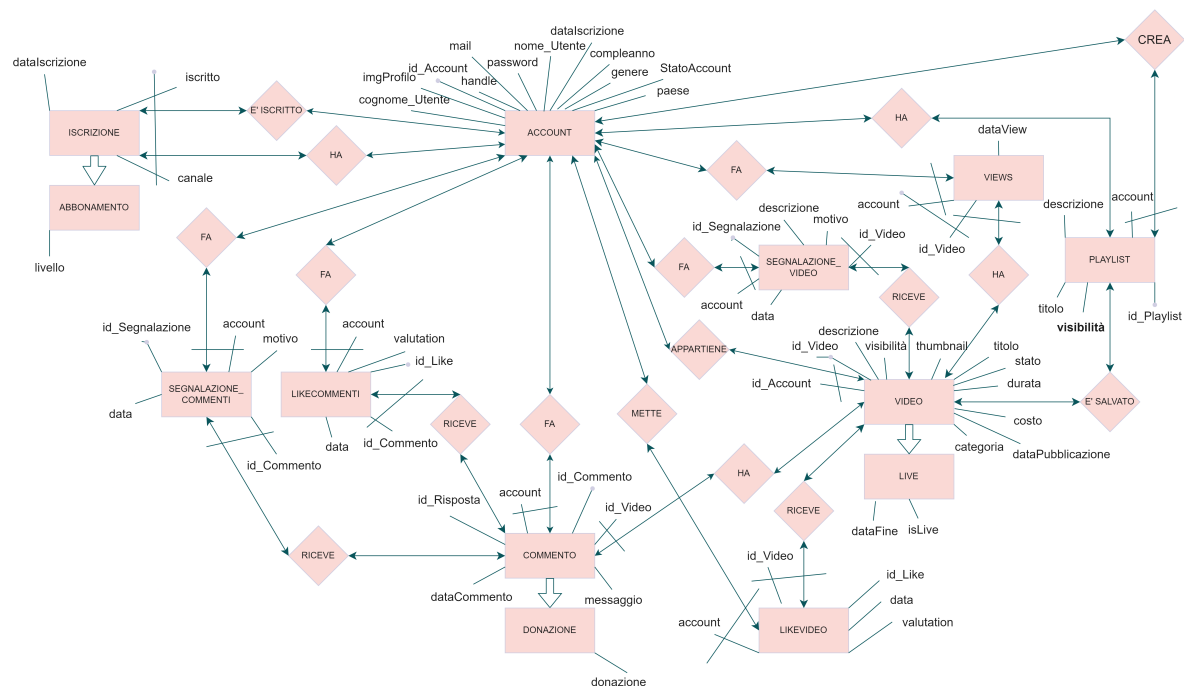 dataIscrizione
nome_Utente
mail
compleanno
CREA
password
id_Account
dataIscrizione
iscritto
imgProfilo
handle
genere
StatoAccount
paese
cognome_Utente
E' ISCRITTO
HA
ISCRIZIONE
ACCOUNT
dataView
HA
FA
VIEWS
canale
account
descrizione
account
ABBONAMENTO
FA
descrizione
motivo
id_Segnalazione
id_Video
id_Video
livello
FA
FA
SEGNALAZIONE_
VIDEO
PLAYLIST
HA
account
data
RICEVE
titolo
visibilità
id_Playlist
id_Segnalazione
account
motivo
account
valutation
id_Like
APPARTIENE
descrizione
visibilità
thumbnail
id_Video
titolo
stato
durata
id_Account
SEGNALAZIONE_
COMMENTI
LIKECOMMENTI
VIDEO
E' SALVATO
data
METTE
costo
RICEVE
FA
data
id_Commento
categoria
dataPubblicazione
id_Commento
HA
LIVE
id_Commento
id_Risposta
account
id_Video
RICEVE
dataFine
isLive
RICEVE
COMMENTO
id_Video
id_Like
dataCommento
messaggio
data
account
valutation
DONAZIONE
LIKEVIDEO
donazione